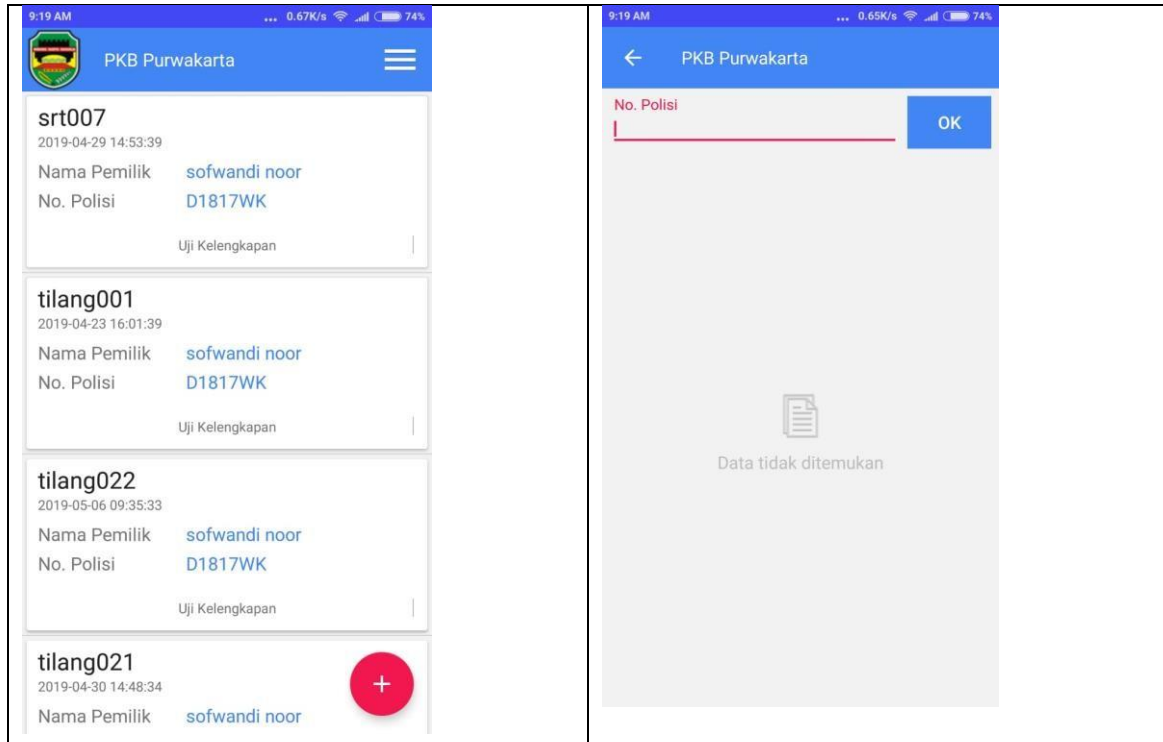 9:19 AM ... 0.67K/s 74%
PKB Purwakarta
srt007
2019-04-29 14:53:39
Nama Pemilik sofwandi noor
No. Polisi D1817WK
Uji Kelengkapan
tilang001
2019-04-23 16:01:39
Nama Pemilik sofwandi noor
No. Polisi D1817WK
Uji Kelengkapan
tilang022
2019-05-06 09:35:33
Nama Pemilik sofwandi noor
No. Polisi D1817WK
Uji Kelengkapan
tilang021
2019-04-30 14:48:34
+
Nama Pemilik sofwandi noor
9:19 AM ... 0.65K/s 74%
PKB Purwakarta
No. Polisi
OK
Data tidak ditemukan